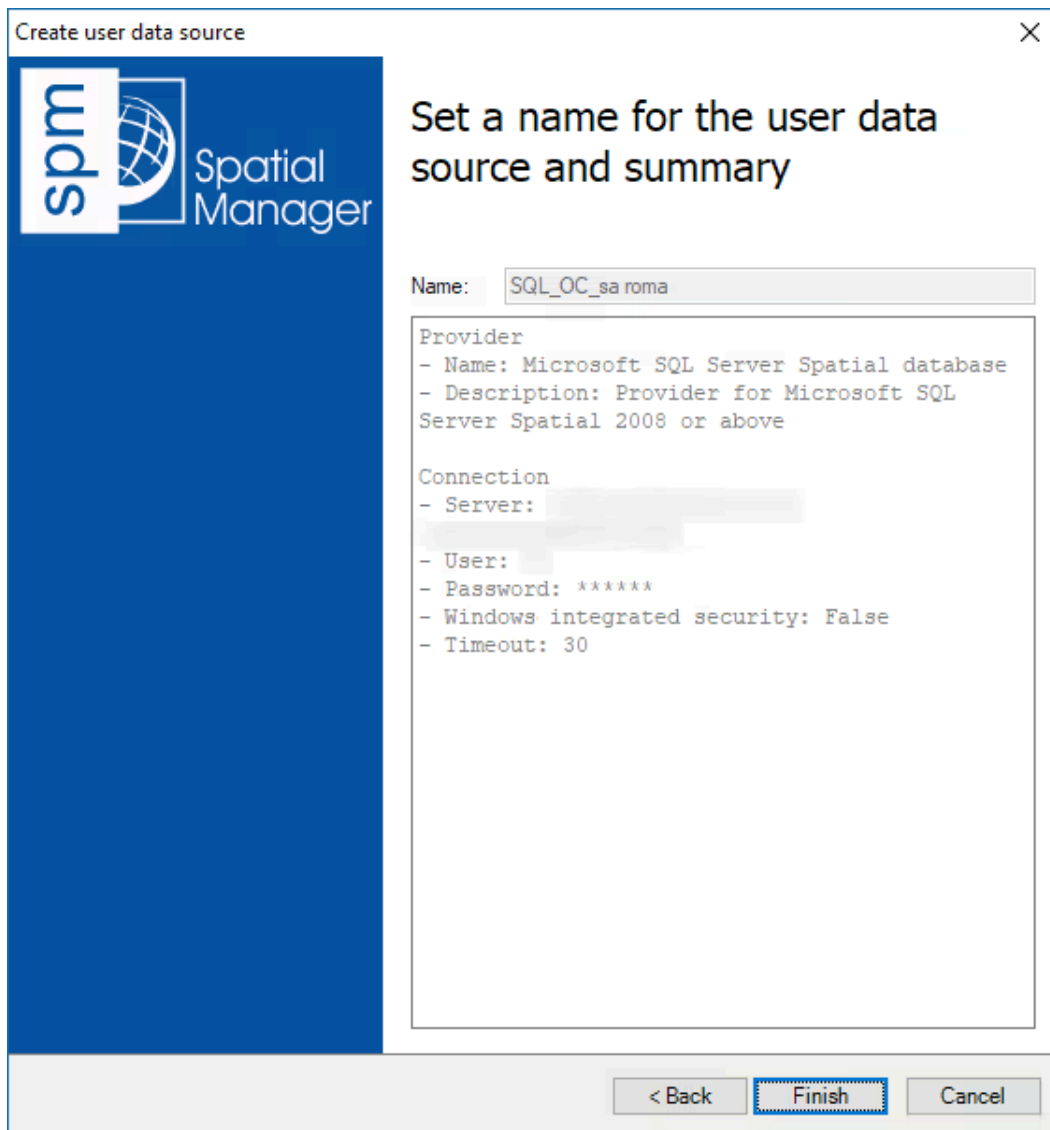 Create user data source
spm
Spatial
Manager
Set a name for the user data
source and summary
Name: SQL_OC_sa roma
Provider
- Name: Microsoft SQL Server Spatial database
- Description: Provider for Microsoft SQL
Server Spatial 2008 or above
Connection
- Server:
- User:
- Password: ******
- Windows integrated security: False
- Timeout: 30
< Back Finish Cancel